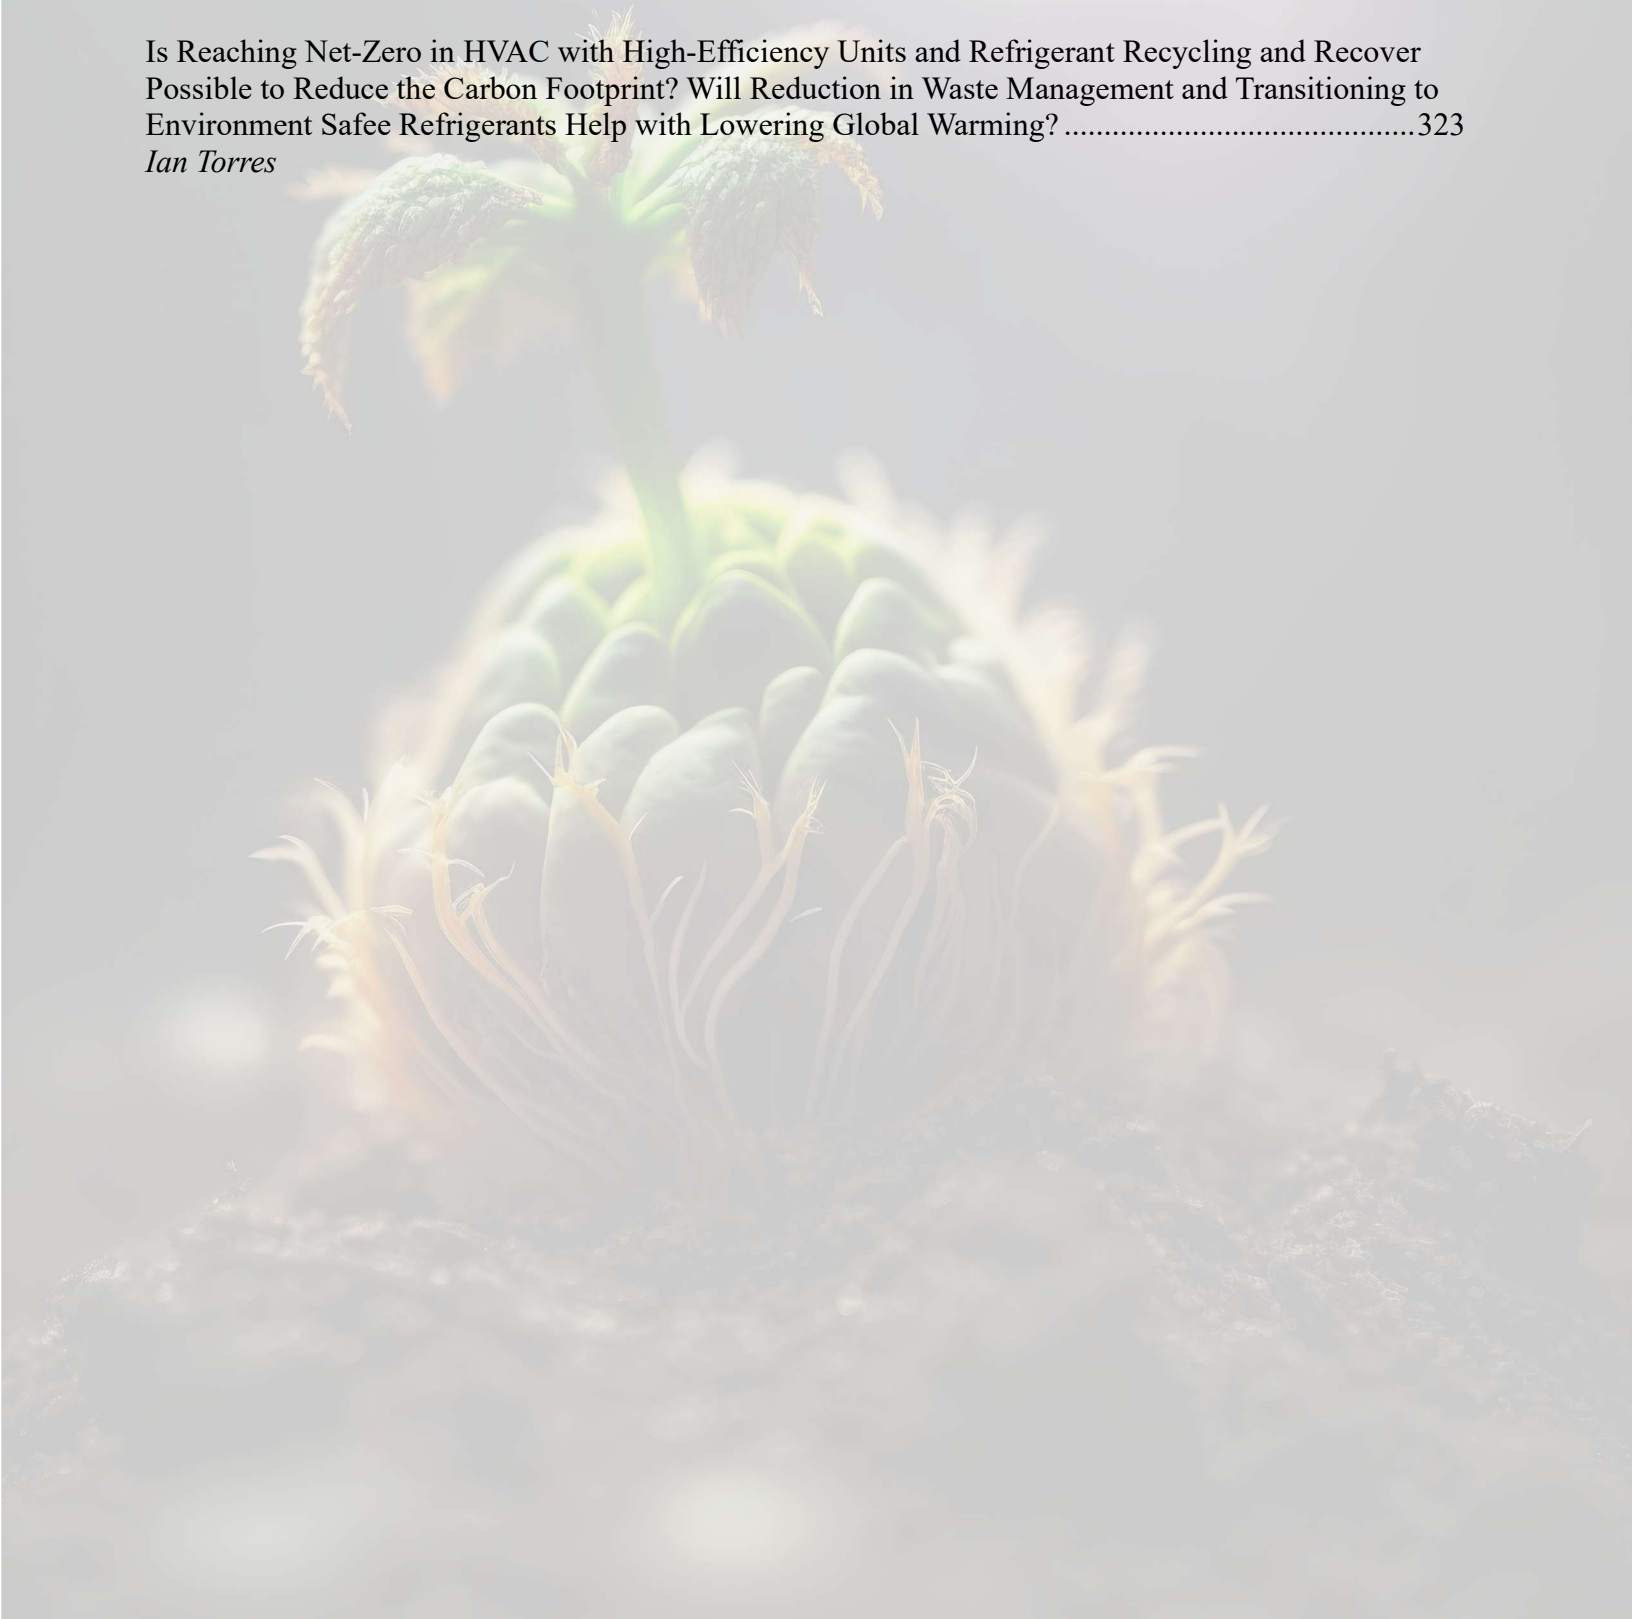 Is Reaching Net-Zero in HVAC with High-Efficiency Units and Refrigerant Recycling and Recover
Possible to Reduce the Carbon Footprint? Will Reduction in Waste Management and Transitioning to
Environment Safee Refrigerants Help with Lowering Global Warming? ............................................323
Ian Torres